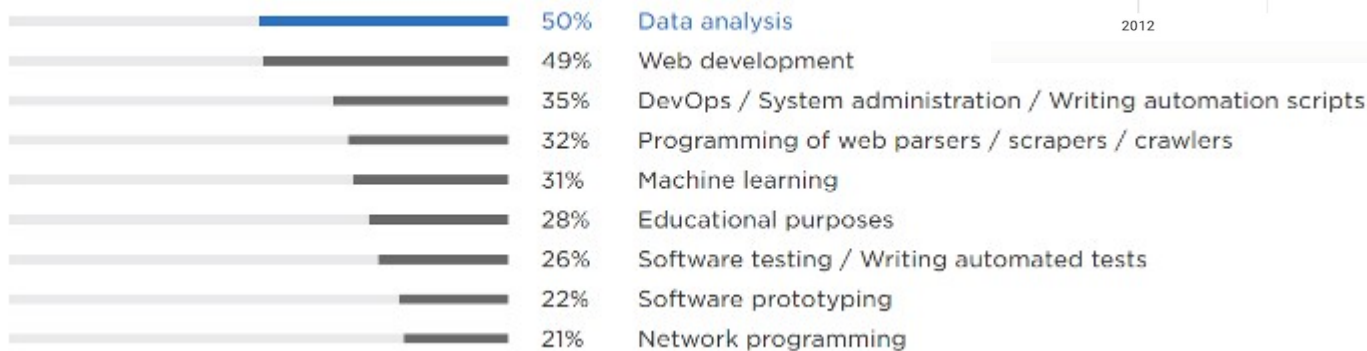 50% Data analysis
2012
49% Web development
35% DevOps / System administration / Writing automation scripts
32% Programming of web parsers / scrapers / crawlers
31% Machine learning
28% Educational purposes
26% Software testing / Writing automated tests
22% Software prototyping
21% Network programming